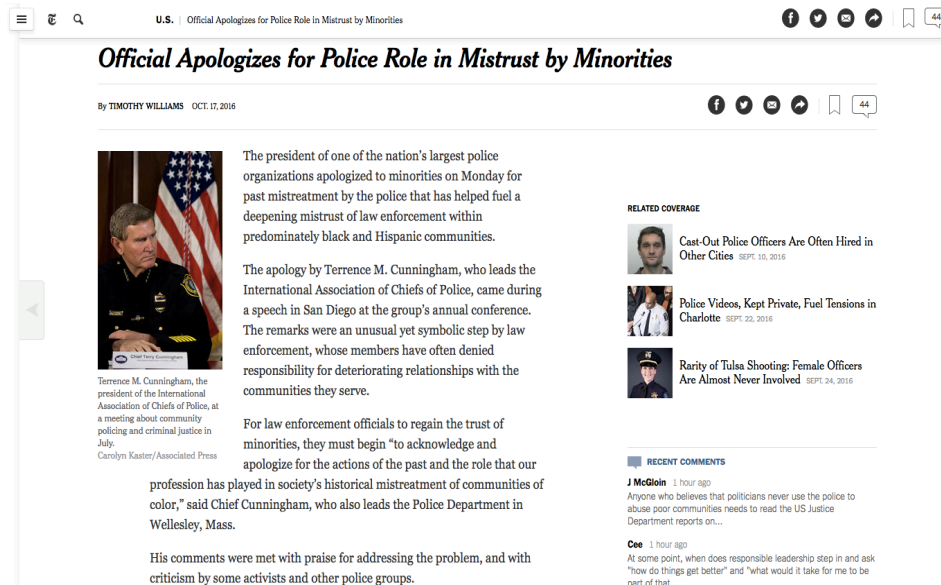 U.S. | Official Apologizes for Police Role in Mistrust by Minorities
44
Official Apologizes for Police Role in Mistrust by Minorities
By TIMOTHY WILLIAMS OCT. 17, 2016
44
Chief Terry Cunningham
Terrence M. Cunningham, the
president of the International
Association of Chiefs of Police, at
a meeting about community
policing and criminal justice in
July.
Carolyn Kaster/Associated Press
The president of one of the nation's largest police
organizations apologized to minorities on Monday for
past mistreatment by the police that has helped fuel a
deepening mistrust of law enforcement within
predominately black and Hispanic communities.
The apology by Terrence M. Cunningham, who leads the
International Association of Chiefs of Police, came during
a speech in San Diego at the group's annual conference.
The remarks were an unusual yet symbolic step by law
enforcement, whose members have often denied
responsibility for deteriorating relationships with the
communities they serve.
For law enforcement officials to regain the trust of
minorities, they must begin “to acknowledge and
apologize for the actions of the past and the role that our
profession has played in society's historical mistreatment of communities of
color,” said Chief Cunningham, who also leads the Police Department in
Wellesley, Mass.
His comments were met with praise for addressing the problem, and with
criticism by some activists and other police groups.
RELATED COVERAGE
Cast-Out Police Officers Are Often Hired in
Other Cities SEPT. 10, 2016
Police Videos, Kept Private, Fuel Tensions in
Charlotte SEPT. 22, 2016
Rarity of Tulsa Shooting: Female Officers
Are Almost Never Involved SEPT. 24, 2016
RECENT COMMENTS
J McGloin 1 hour ago
Anyone who believes that politicians never use the police to
abuse poor communities needs to read the US Justice
Department reports on...
Cee 1 hour ago
At some point, when does responsible leadership step in and ask
"how do things get better" and "what would it take for me to be
part of that